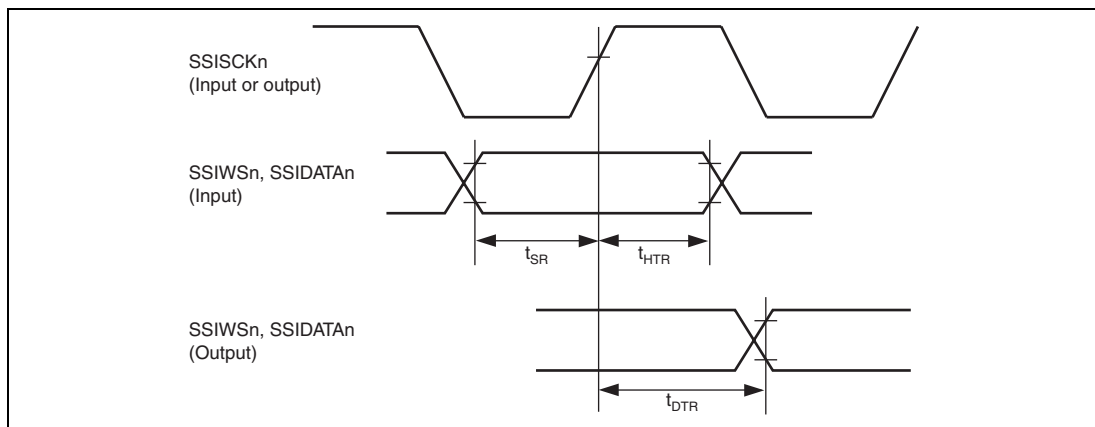 SSISCKn
(Input or output)
SSIWSn, SSIDATAn
(Input)
tSR
tHTR
SSIWSn, SSIDATAn
(Output)
tDTR